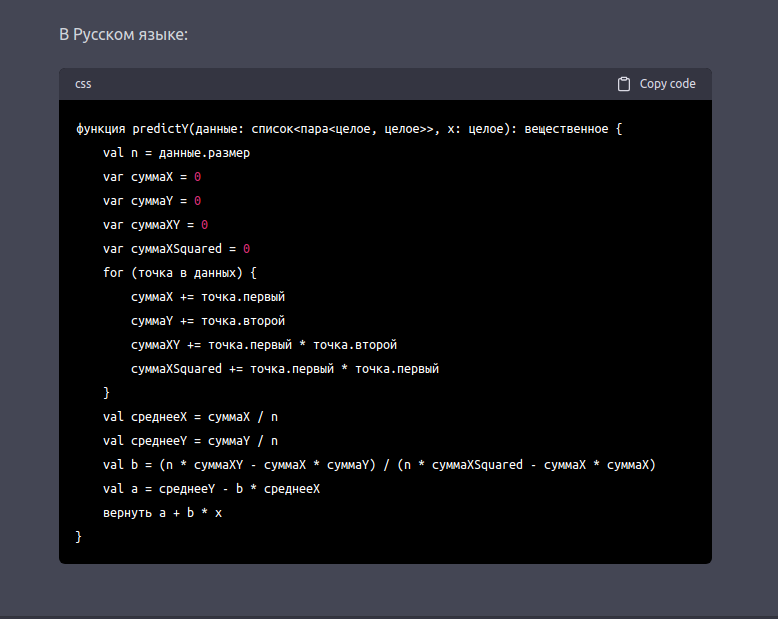 В Русском языке:
css
Copy code
функция predictY(данные: список<пара<целое, целое>>, x: целое): вещественное {
    val n = данные.размер
    var суммаX = 0
    var суммаY = 0
    var суммаXY = 0
    var суммаXSquared = 0
    for (точка в данных) {
        суммаX += точка.первый
        суммаY += точка.второй
        суммаXY += точка.первый * точка.второй
        суммаXSquared += точка.первый * точка.первый
    }
    val среднееX = суммаX / n
    val среднееY = суммаY / n
    val b = (n * суммаXY - суммаX * суммаY) / (n * суммаXSquared - суммаX * суммаX)
    val a = среднееY - b * среднееX
    вернуть a + b * x
}